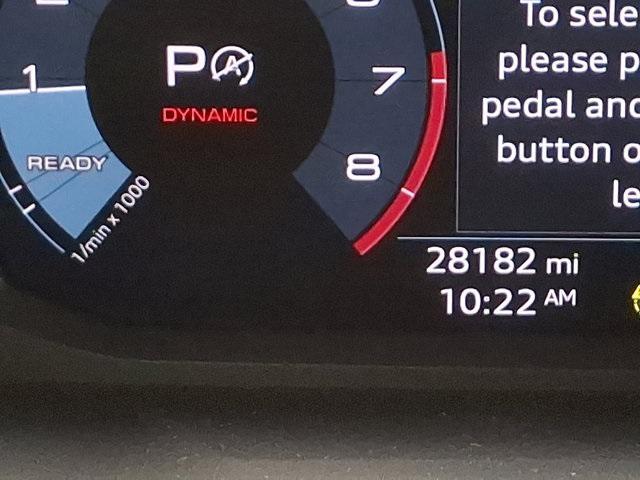 1
READY
1/min x 1000
P
DYNAMIC
7
8
To sele
please p
pedal and
button o
le
28182 mi
10:22 AM